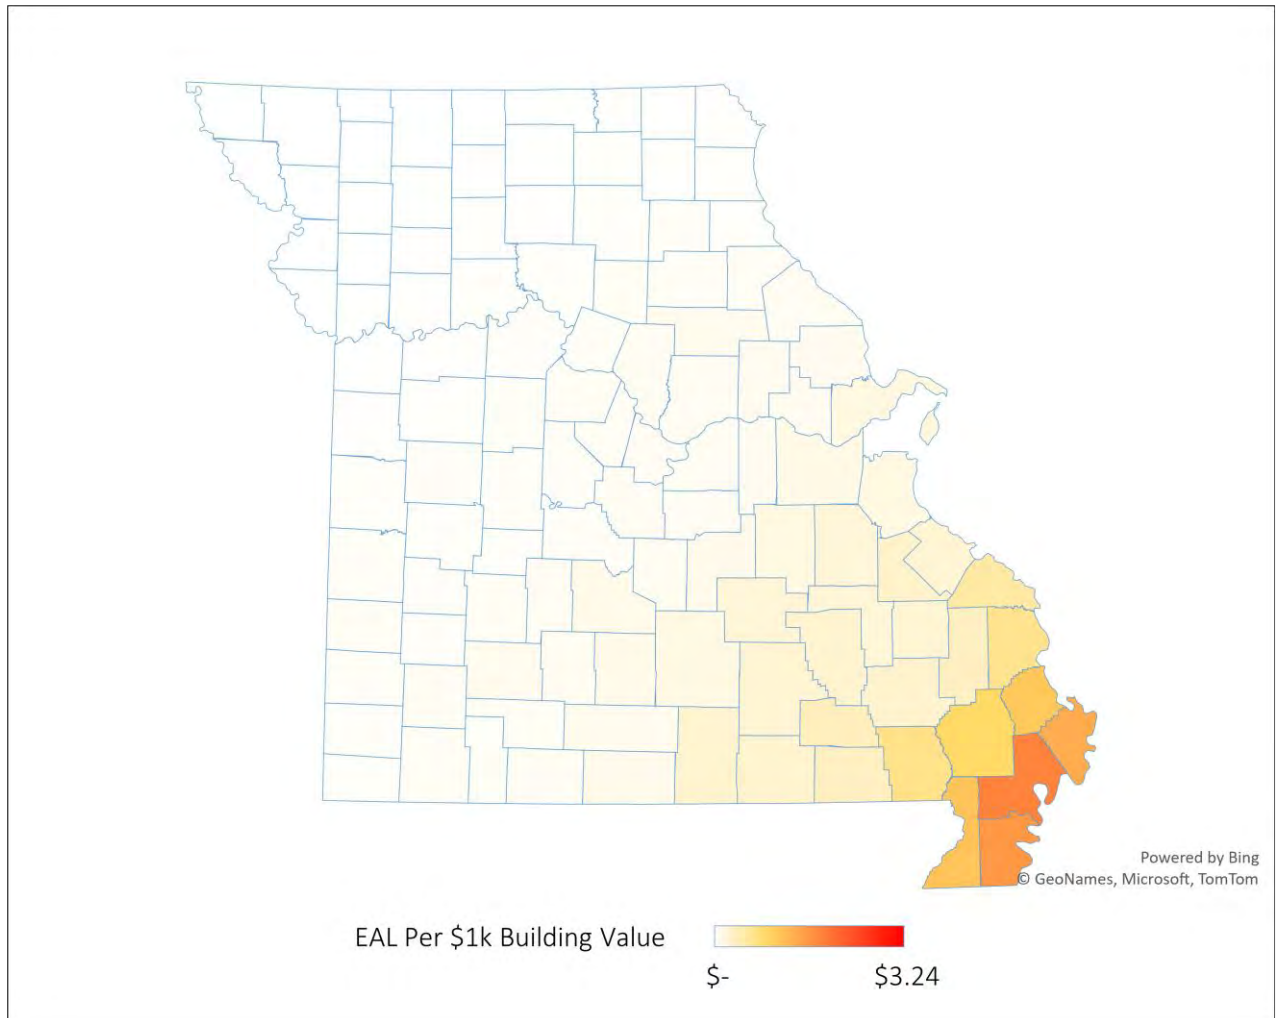 Powered by Bing
© GeoNames, Microsoft, TomTom
EAL Per $1k Building Value
$-
$3.24